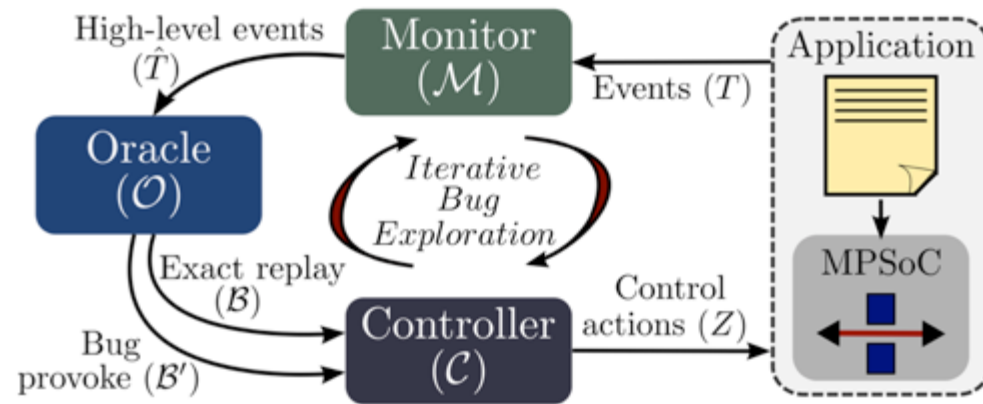 High-level events
(T̂)
Monitor
(ℳ)
Events (T)
Application
Oracle
(𝒪)
Iterative
Bug
Exploration
MPSoC
Exact replay
(ℬ)
Bug
provoke (ℬ′)
Controller
(𝒞)
Control
actions (Z)